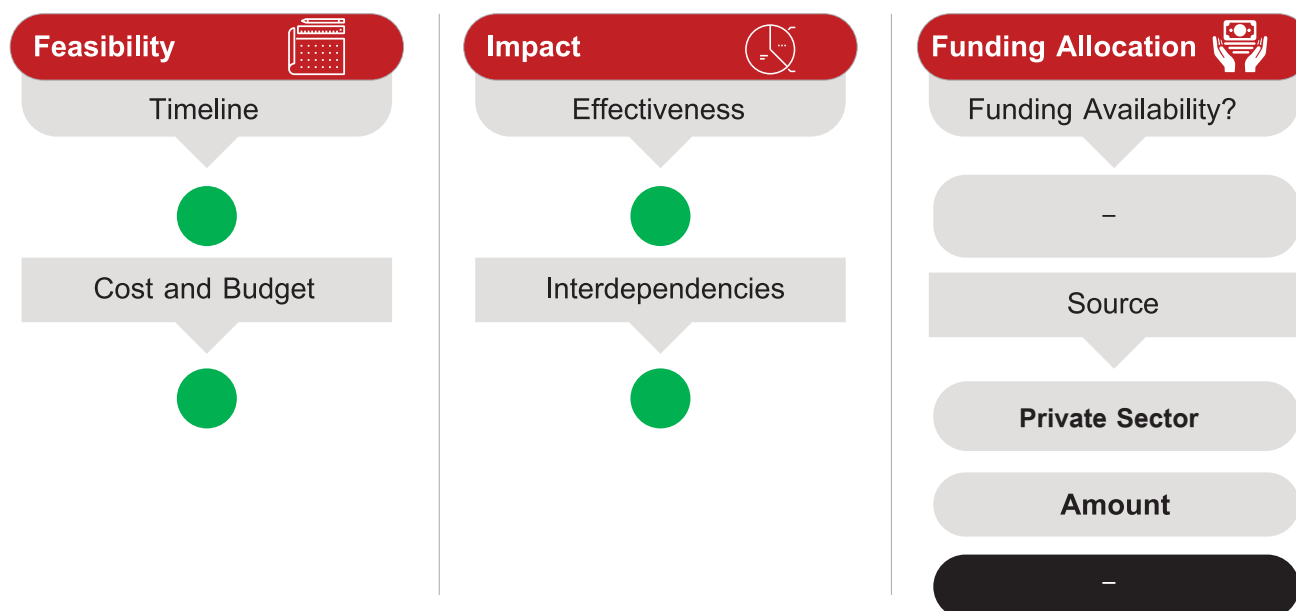 Feasibility
Timeline
Cost and Budget
Impact
Effectiveness
Interdependencies
Funding Allocation
Funding Availability?
–
Source
Private Sector
Amount
–